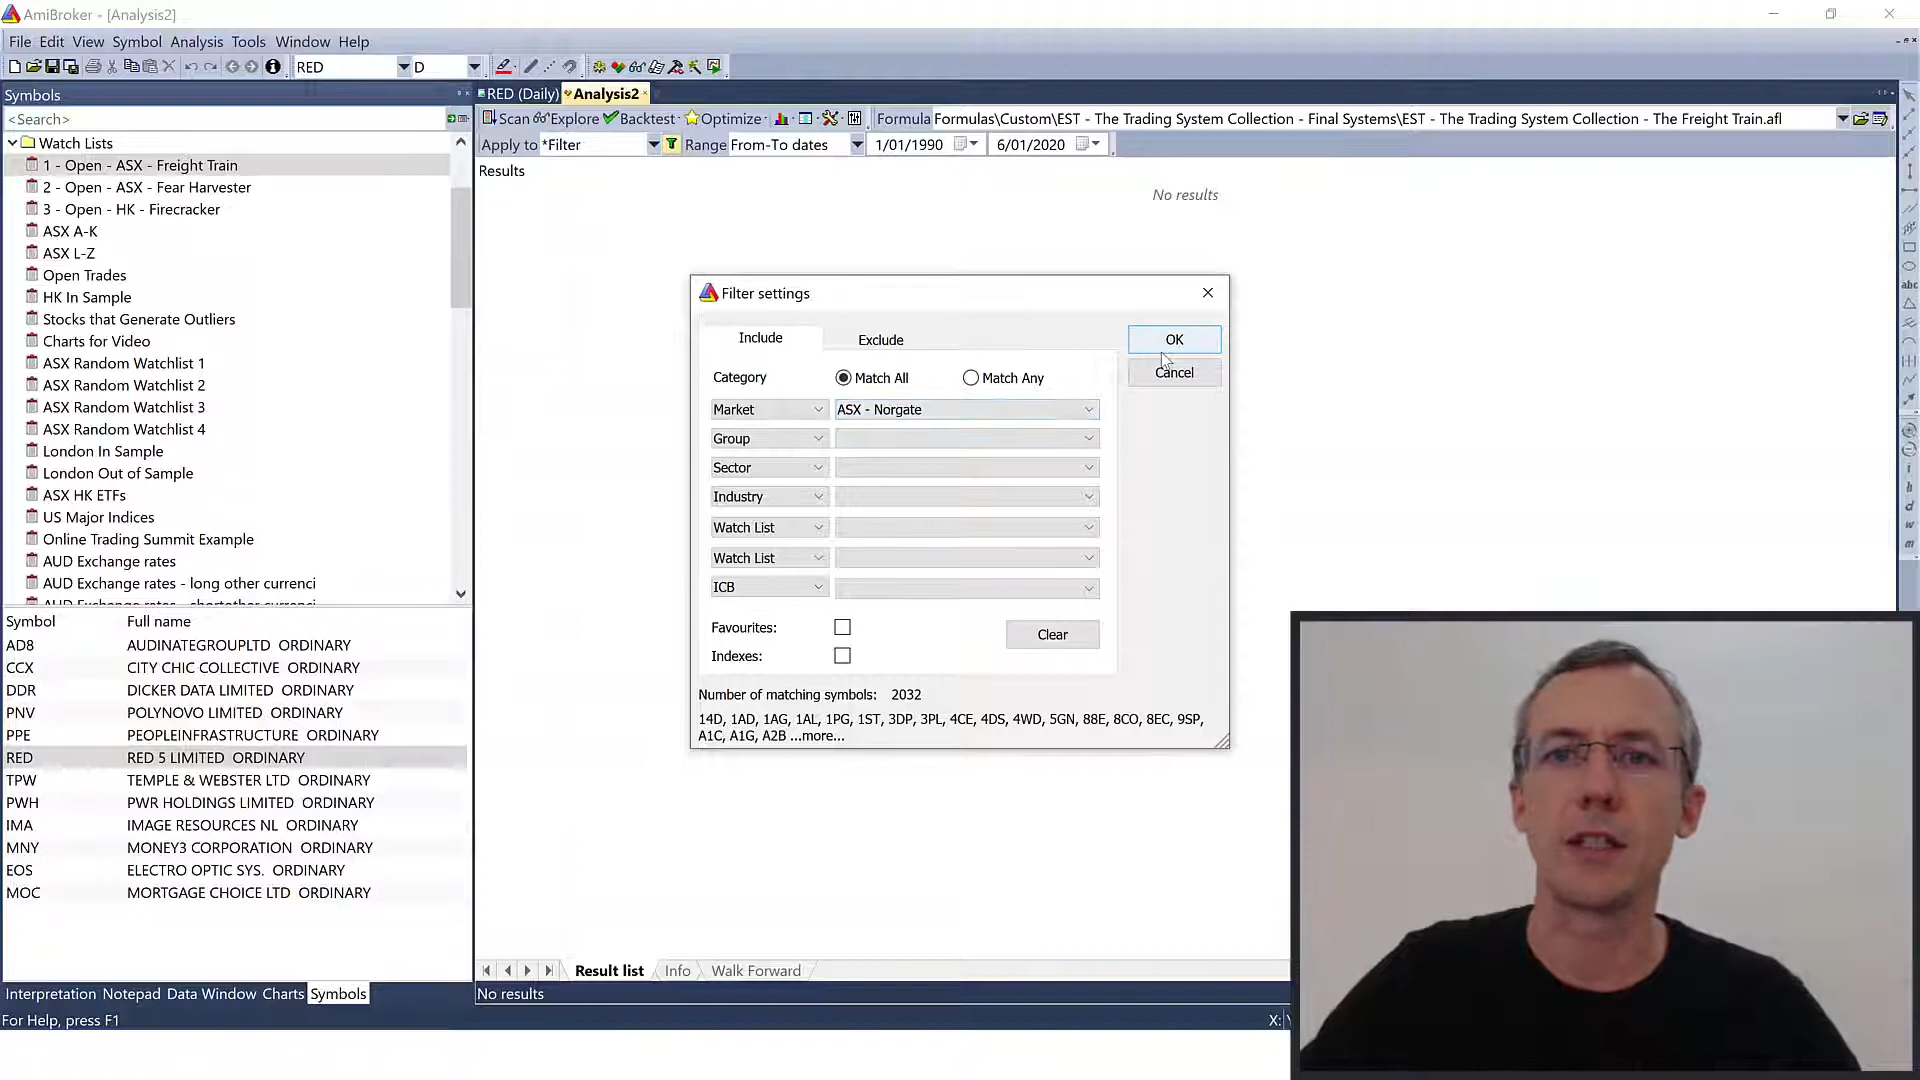 AmiBroker - [Analysis2]
File Edit View Symbol Analysis Tools Window Help
RED D
Symbols
RED (Daily) Analysis2
<Search>
Scan Explore Backtest Optimize Formula Formulas\Custom\EST - The Trading System Collection - Final Systems\EST - The Trading System Collection - The Freight Train.afl
Apply to *Filter Range From-To dates 1/01/1990 6/01/2020
Watch Lists
1 - Open - ASX - Freight Train
2 - Open - ASX - Fear Harvester
3 - Open - HK - Firecracker
ASX A-K
ASX L-Z
Open Trades
HK In Sample
Stocks that Generate Outliers
Charts for Video
ASX Random Watchlist 1
ASX Random Watchlist 2
ASX Random Watchlist 3
ASX Random Watchlist 4
London In Sample
London Out of Sample
ASX HK ETFs
US Major Indices
Online Trading Summit Example
AUD Exchange rates
AUD Exchange rates - long other currenci
AUD Exchange rates - shortother currenci
Results
No results
Filter settings
Include Exclude
OK
Cancel
Category Match All Match Any
Market ASX - Norgate
Group
Sector
Industry
Watch List
Watch List
ICB
Favourites:
Clear
Indexes:
Number of matching symbols: 2032
14D, 1AD, 1AG, 1AL, 1PG, 1ST, 3DP, 3PL, 4CE, 4DS, 4WD, 5GN, 88E, 8CO, 8EC, 9SP,
A1C, A1G, A2B ...more...
Symbol Full name
AD8 AUDINATEGROUPLTD ORDINARY
CCX CITY CHIC COLLECTIVE ORDINARY
DDR DICKER DATA LIMITED ORDINARY
PNV POLYNOVO LIMITED ORDINARY
PPE PEOPLEINFRASTRUCTURE ORDINARY
RED RED 5 LIMITED ORDINARY
TPW TEMPLE & WEBSTER LTD ORDINARY
PWH PWR HOLDINGS LIMITED ORDINARY
IMA IMAGE RESOURCES NL ORDINARY
MNY MONEY3 CORPORATION ORDINARY
EOS ELECTRO OPTIC SYS. ORDINARY
MOC MORTGAGE CHOICE LTD ORDINARY
Result list Info Walk Forward
Interpretation Notepad Data Window Charts Symbols
No results
For Help, press F1
X:
abc